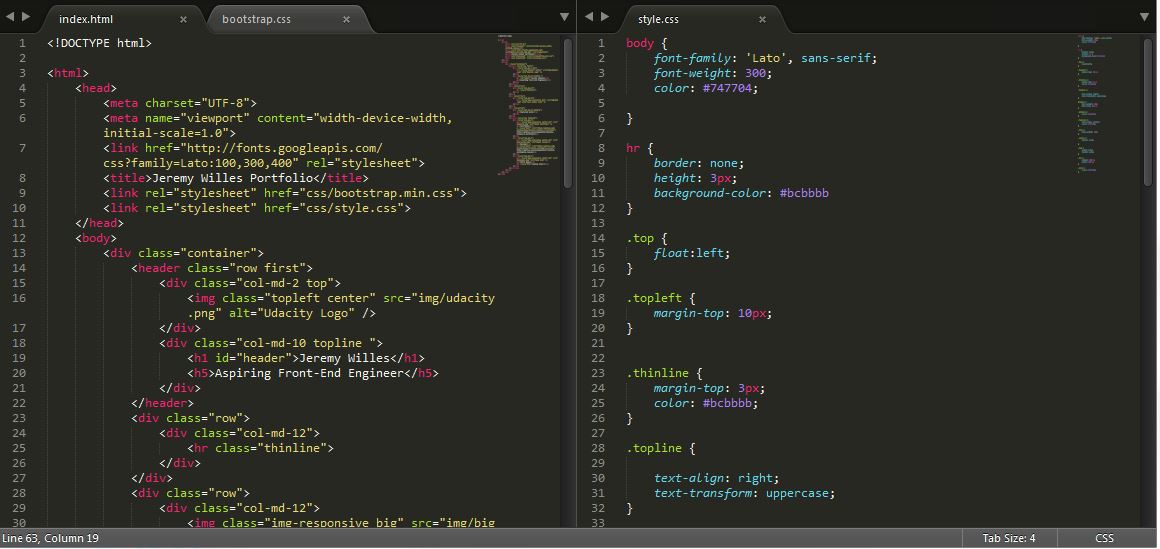 index.html × bootstrap.css ×
1 <!DOCTYPE html>
2
3 <html>
4 <head>
5 <meta charset="UTF-8">
6 <meta name="viewport" content="width-device-width,
initial-scale=1.0">
7 <link href="http://fonts.googleapis.com/
css?family=Lato:100,300,400" rel="stylesheet">
8 <title>Jeremy Willes Portfolio</title>
9 <link rel="stylesheet" href="css/bootstrap.min.css">
10 <link rel="stylesheet" href="css/style.css">
11 </head>
12 <body>
13 <div class="container">
14 <header class="row first">
15 <div class="col-md-2 top">
16 <img class="topleft center" src="img/udacity
.png" alt="Udacity Logo" />
17 </div>
18 <div class="col-md-10 topline ">
19 <h1 id="header">Jeremy Willes</h1>
20 <h5>Aspiring Front-End Engineer</h5>
21 </div>
22 </header>
23 <div class="row">
24 <div class="col-md-12">
25 <hr class="thinline">
26 </div>
27 </div>
28 <div class="row">
29 <div class="col-md-12">
30 <img class="img-responsive big" src="img/big
style.css ×
1 body {
2 font-family: 'Lato', sans-serif;
3 font-weight: 300;
4 color: #747704;
5
6 }
7
8 hr {
9 border: none;
10 height: 3px;
11 background-color: #bcbbbb
12 }
13
14 .top {
15 float:left;
16 }
17
18 .topleft {
19 margin-top: 10px;
20 }
21
22
23 .thinline {
24 margin-top: 3px;
25 color: #bcbbbb;
26 }
27
28 .topline {
29
30 text-align: right;
31 text-transform: uppercase;
32 }
33
Line 63, Column 19 Tab Size: 4 CSS